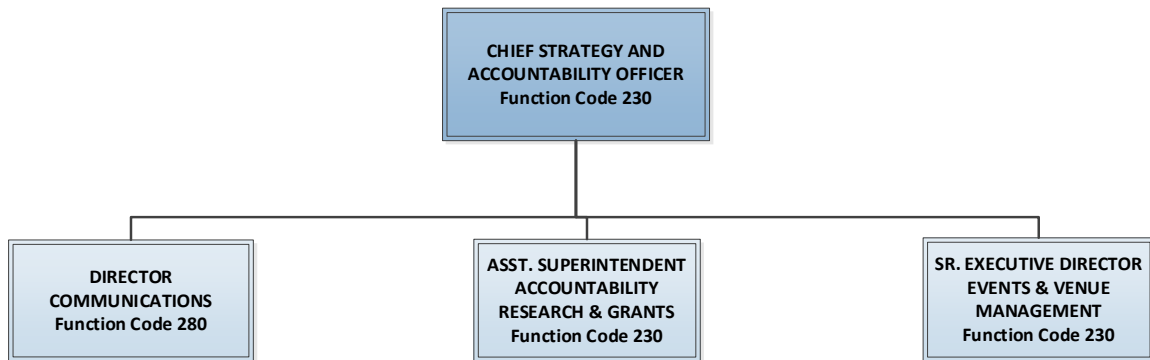 CHIEF STRATEGY AND
ACCOUNTABILITY OFFICER
Function Code 230
DIRECTOR
COMMUNICATIONS
Function Code 280
ASST. SUPERINTENDENT
ACCOUNTABILITY
RESEARCH & GRANTS
Function Code 230
SR. EXECUTIVE DIRECTOR
EVENTS & VENUE
MANAGEMENT
Function Code 230